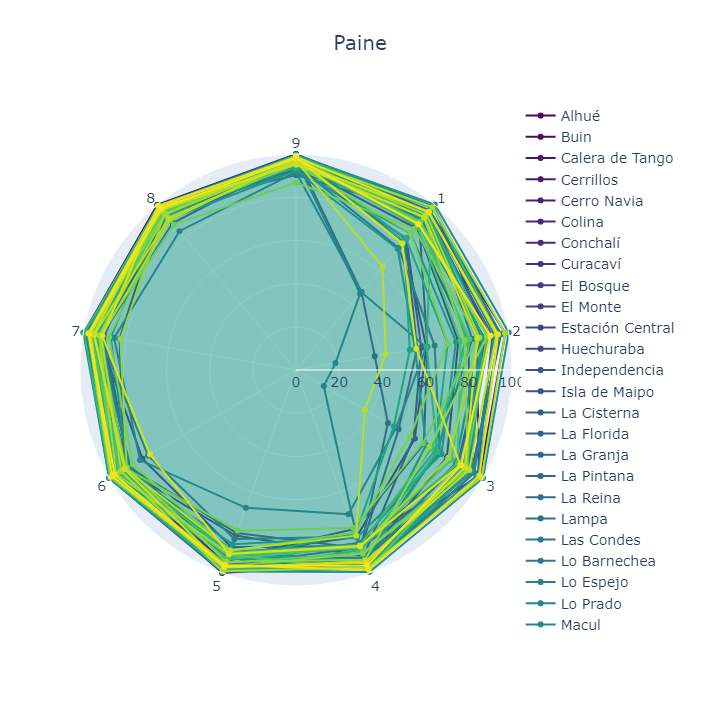 Paine
9
8
1
7
2
0
20
40
60
80
100
6
3
5
4
Alhué
Buin
Calera de Tango
Cerrillos
Cerro Navia
Colina
Conchalí
Curacaví
El Bosque
El Monte
Estación Central
Huechuraba
Independencia
Isla de Maipo
La Cisterna
La Florida
La Granja
La Pintana
La Reina
Lampa
Las Condes
Lo Barnechea
Lo Espejo
Lo Prado
Macul